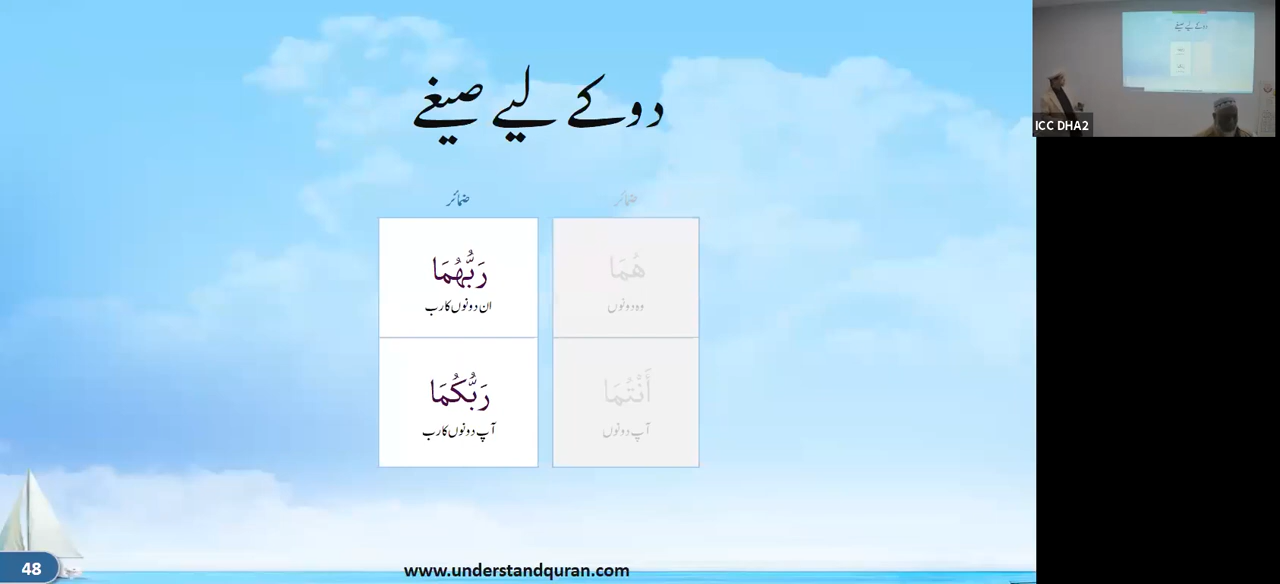 دو کے لیے صیغے
ضمائر
ضمائر
هُمَا
رَبُّهُمَا
وہ دونوں
ان دونوں کا رب
أَنْتُمَا
رَبُّكُمَا
آپ دونوں
آپ دونوں کا رب
48
www.understandquran.com
ICC DHA2